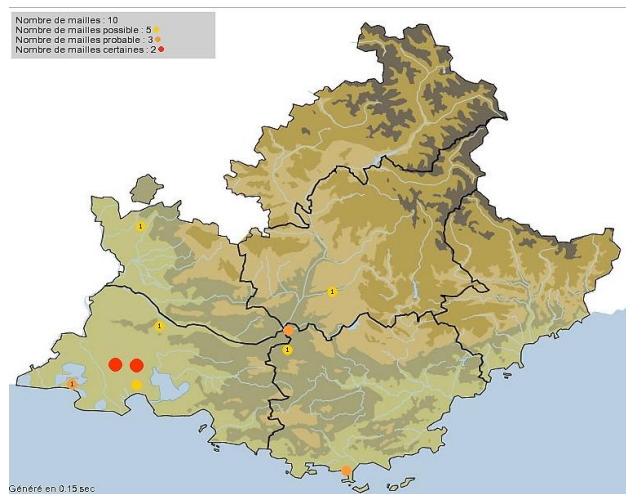 Nombre de mailles : 10
Nombre de mailles possible : 5
Nombre de mailles probable : 3
Nombre de mailles certaines : 2
1
1
1
1
1
Généré en 0.15 sec